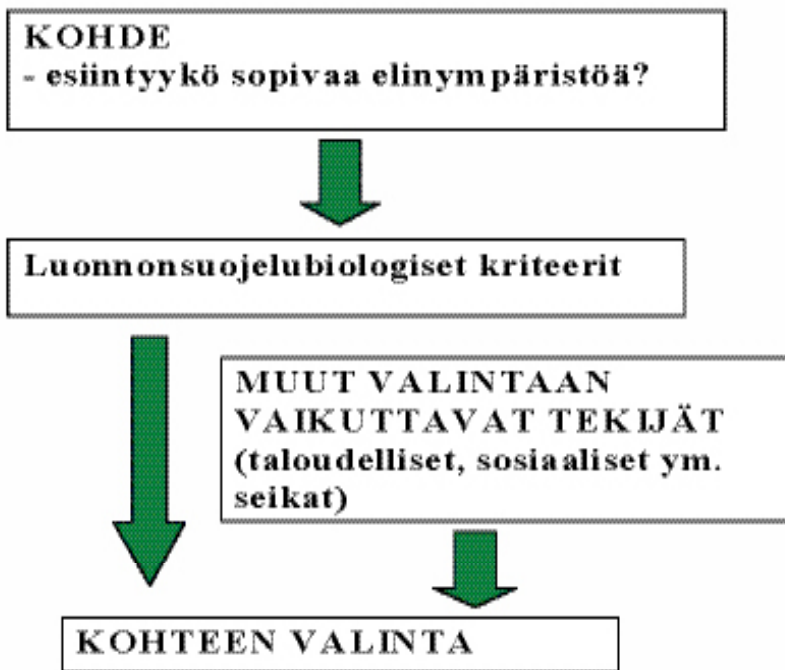 KOHDE
- esiintyykö sopivaa elinympäristöä?
Luonnonsuojelubiologiset kriteerit
MUUT VALINTAAN
VAIKUTTAVAT TEKIJÄT
(taloudelliset, sosiaaliset ym.
seikat)
KOHTEEN VALINTA